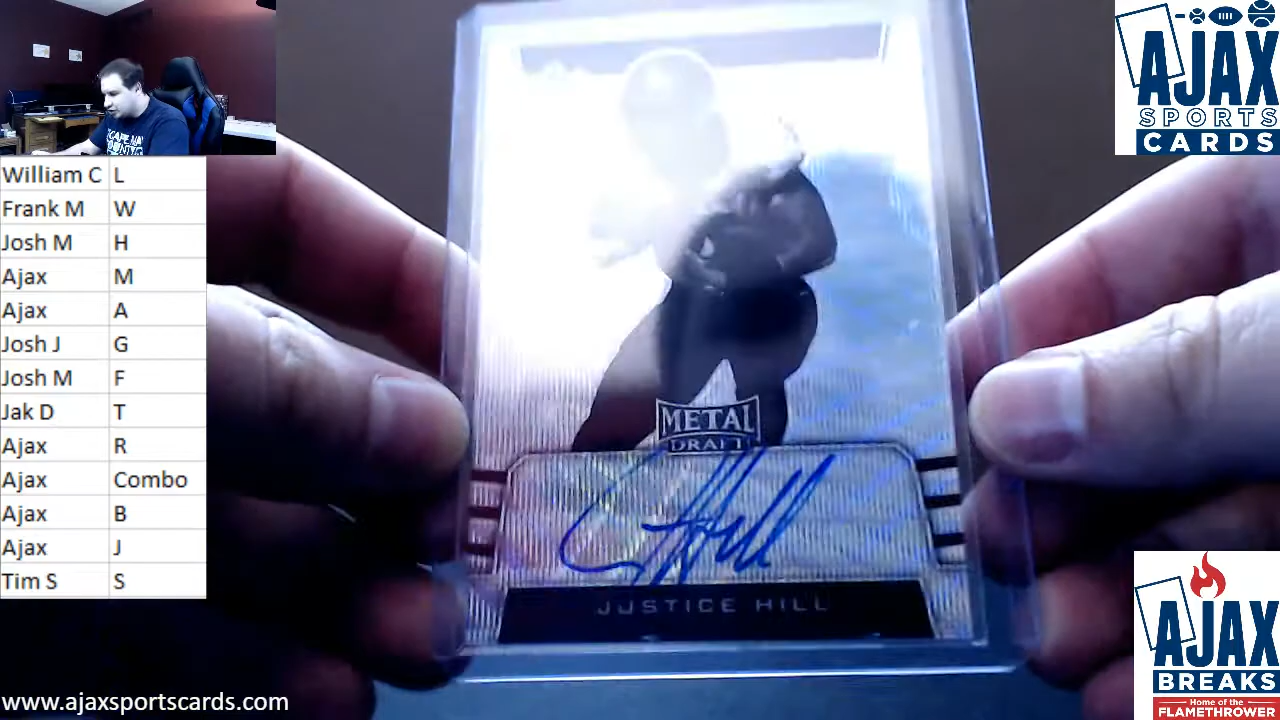 AJAX
SPORTS
CARDS
William C L
Frank M W
Josh M H
Ajax M
Ajax A
Josh J G
Josh M F
Jak D T
Ajax R
Ajax Combo
Ajax B
Ajax J
Tim S S
METAL
DRAFT
JUSTICE HILL
AJAX
BREAKS
Home of the
FLAMETHROWER
www.ajaxsportscards.com